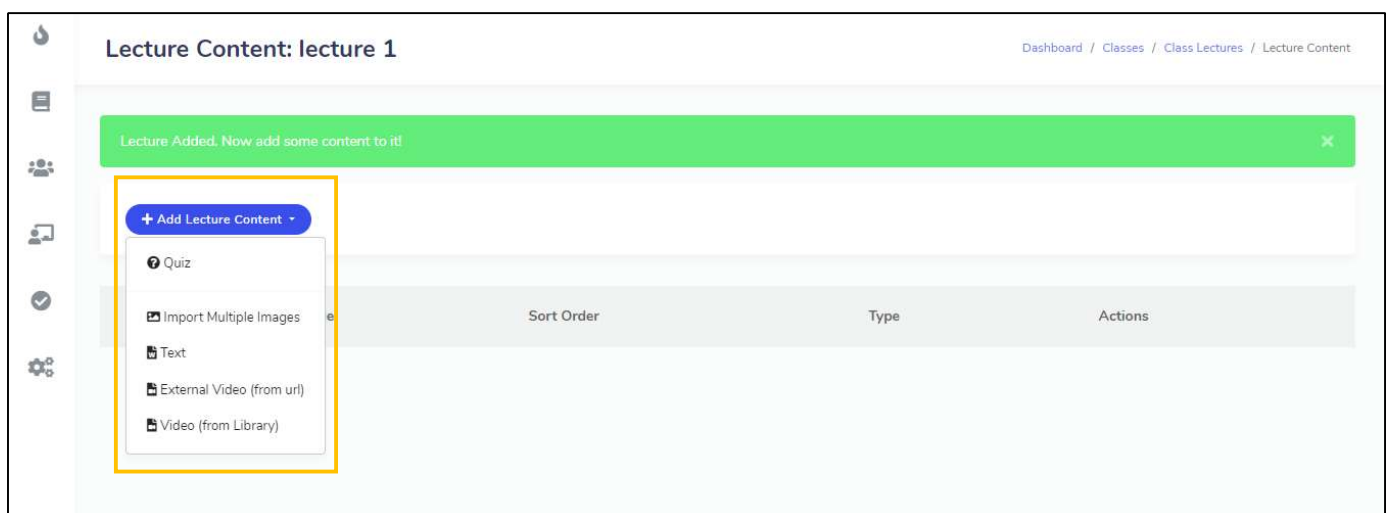 Lecture Content: lecture 1
Dashboard / Classes / Class Lectures / Lecture Content
Lecture Added. Now add some content to it!
×
+ Add Lecture Content
Quiz
Import Multiple Images
Text
External Video (from url)
Video (from Library)
Sort Order
Type
Actions